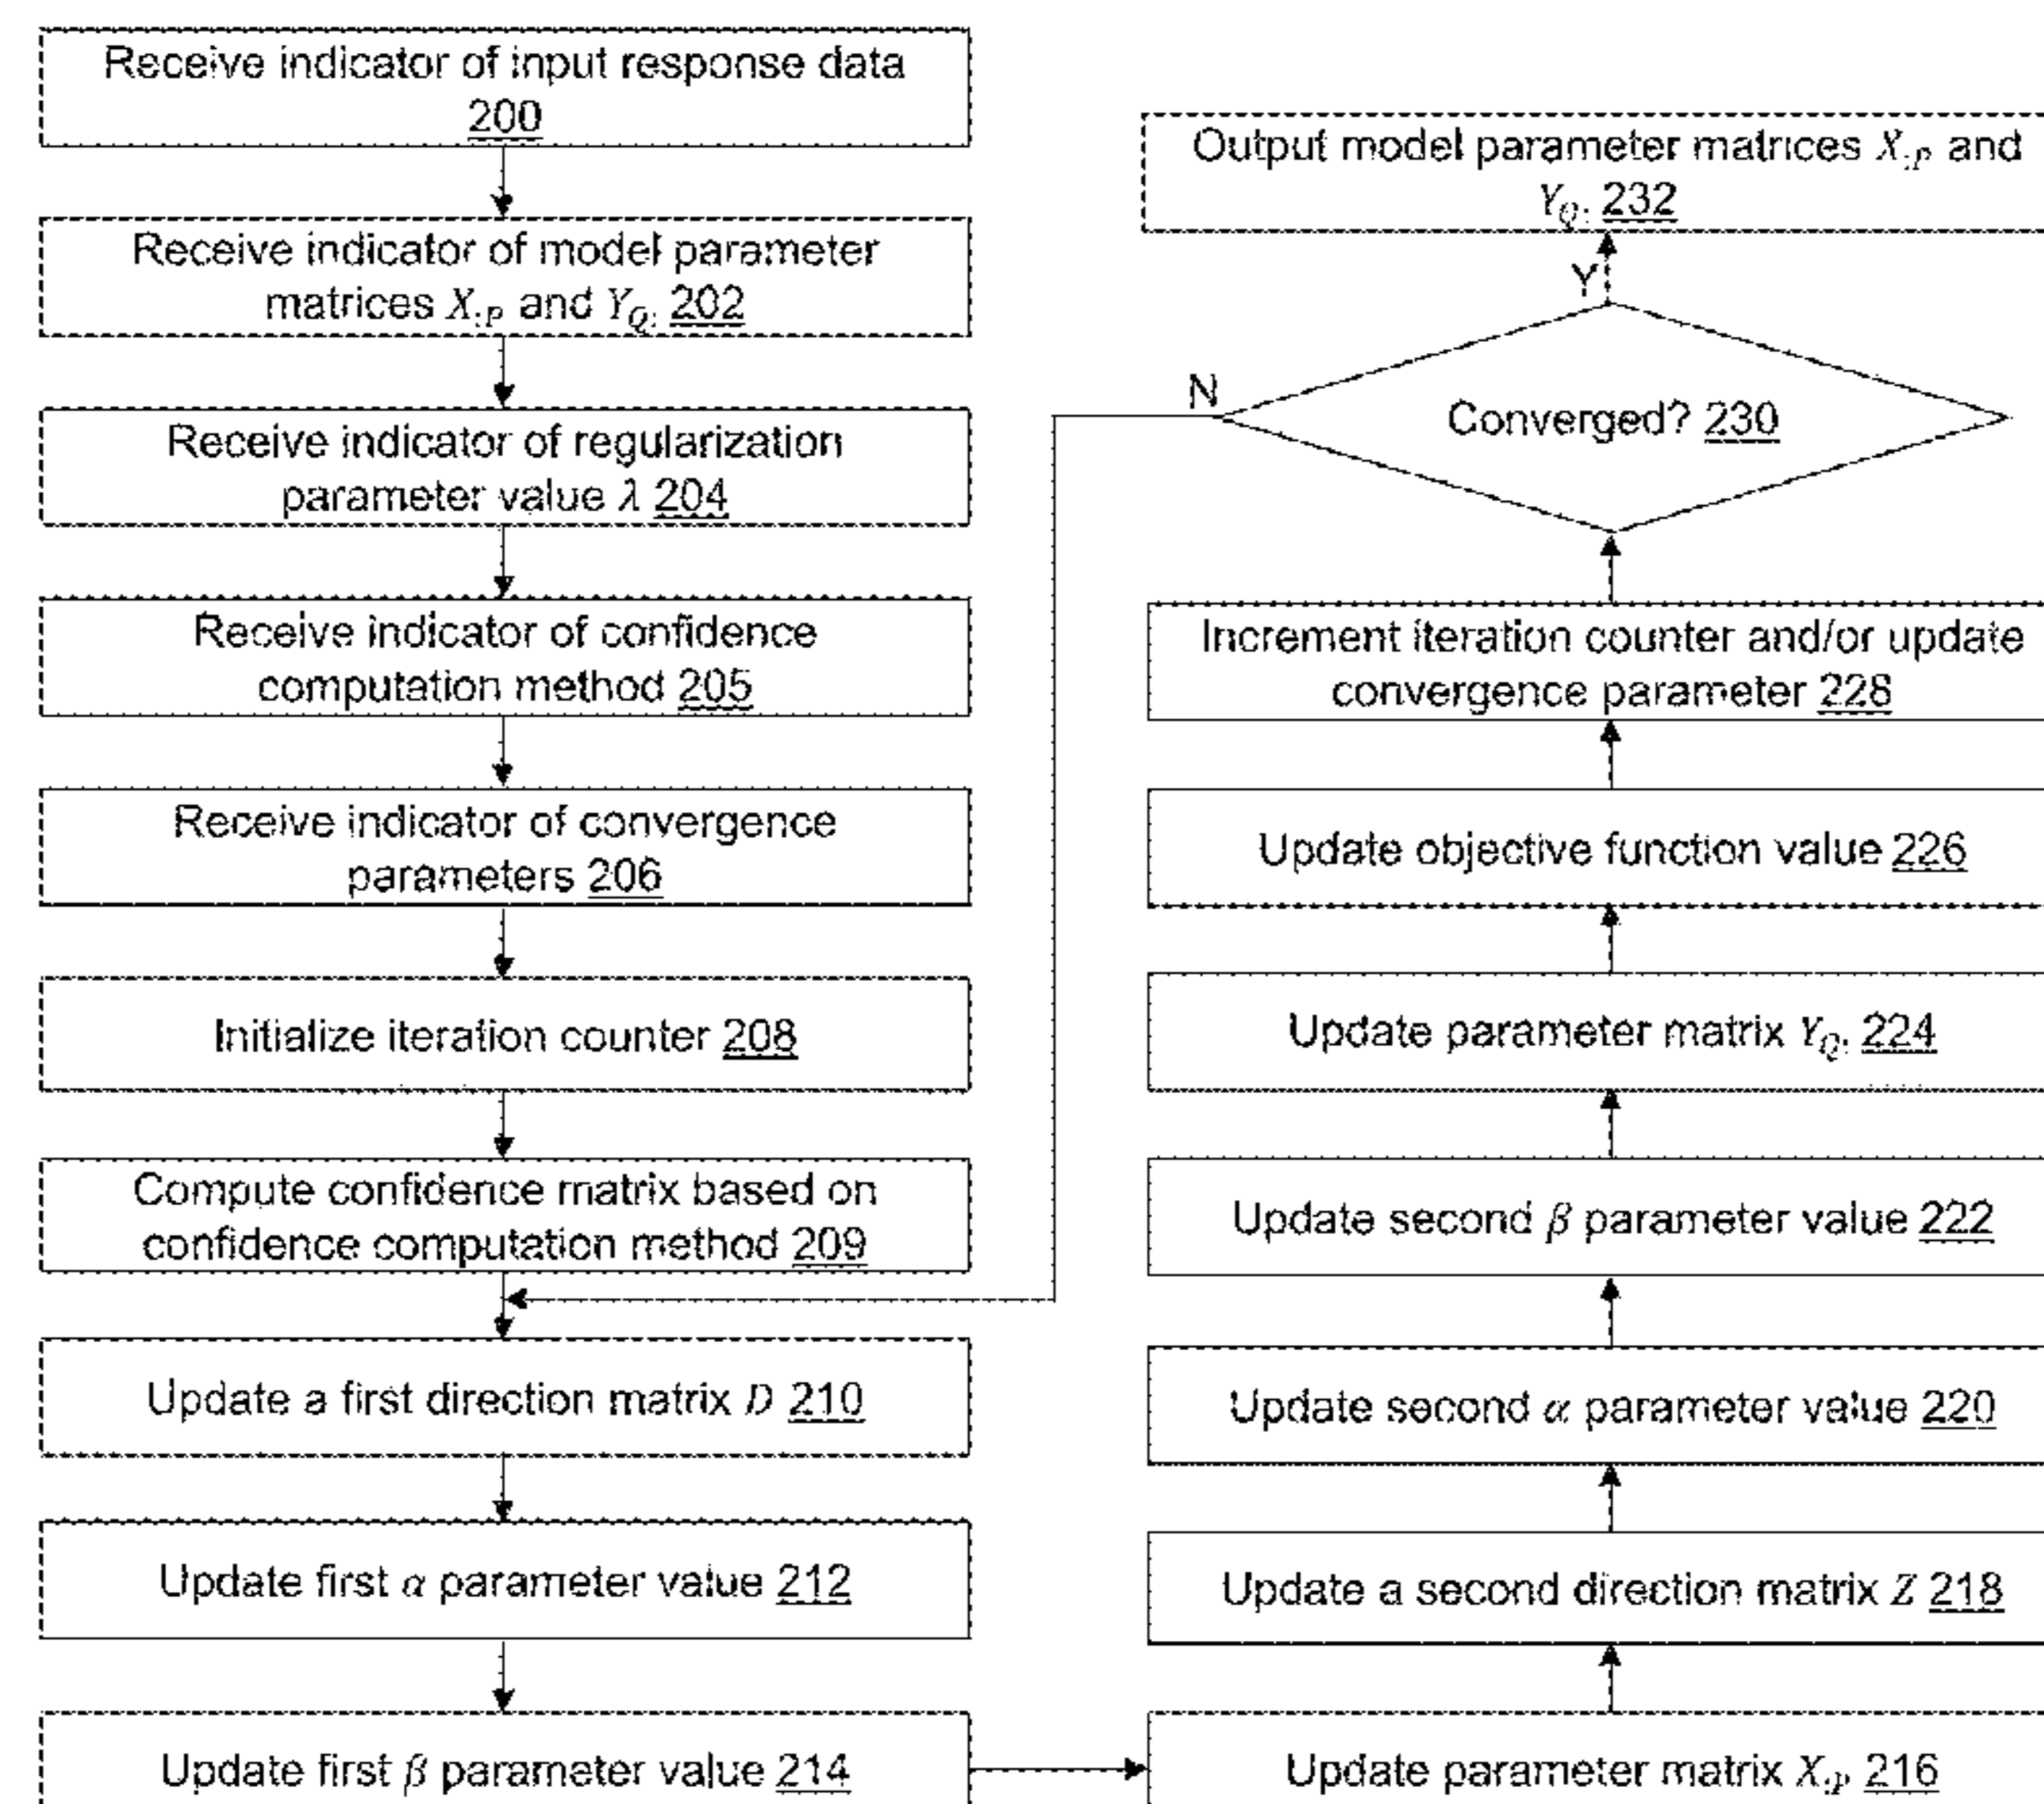 Receive indicator of input response data
200
Receive indicator of model parameter
matrices X:P and YQ: 202
Receive indicator of regularization
parameter value λ 204
Receive indicator of confidence
computation method 205
Receive indicator of convergence
parameters 206
Initialize iteration counter 208
Compute confidence matrix based on
confidence computation method 209
Update a first direction matrix D 210
Update first α parameter value 212
Update first β parameter value 214
Update parameter matrix X:P 216
Update a second direction matrix Z 218
Update second α parameter value 220
Update second β parameter value 222
Update parameter matrix YQ: 224
Update objective function value 226
Increment iteration counter and/or update
convergence parameter 228
Converged? 230
N
Y
Output model parameter matrices X:P and
YQ: 232